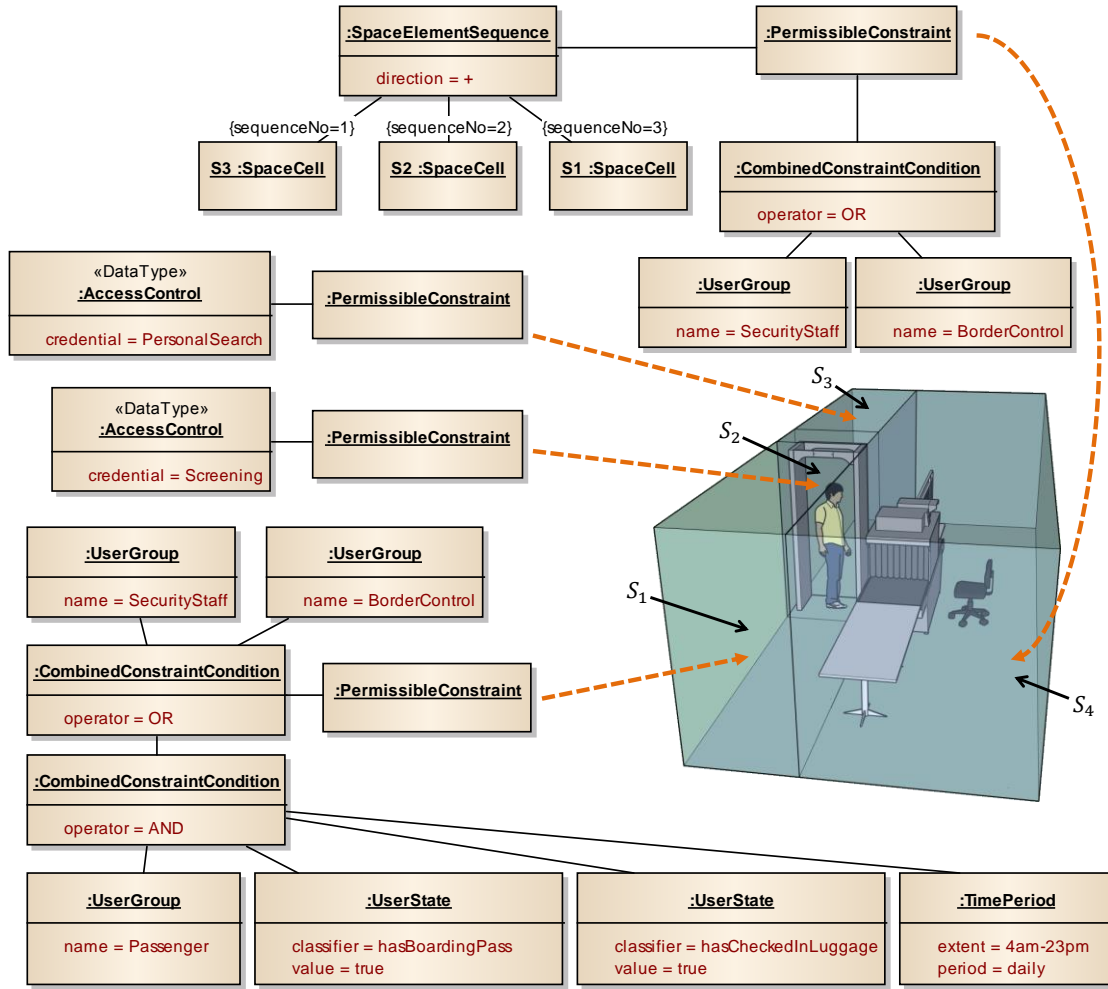 :SpaceElementSequence
direction = +
:PermissibleConstraint
{sequenceNo=1}
{sequenceNo=2}
{sequenceNo=3}
S3 :SpaceCell
S2 :SpaceCell
S1 :SpaceCell
:CombinedConstraintCondition
operator = OR
:UserGroup
name = SecurityStaff
:UserGroup
name = BorderControl
«DataType»
:AccessControl
credential = PersonalSearch
:PermissibleConstraint
«DataType»
:AccessControl
credential = Screening
:PermissibleConstraint
S₃
S₂
S₁
S₄
:UserGroup
name = SecurityStaff
:UserGroup
name = BorderControl
:CombinedConstraintCondition
operator = OR
:PermissibleConstraint
:CombinedConstraintCondition
operator = AND
:UserGroup
name = Passenger
:UserState
classifier = hasBoardingPass
value = true
:UserState
classifier = hasCheckedInLuggage
value = true
:TimePeriod
extent = 4am-23pm
period = daily